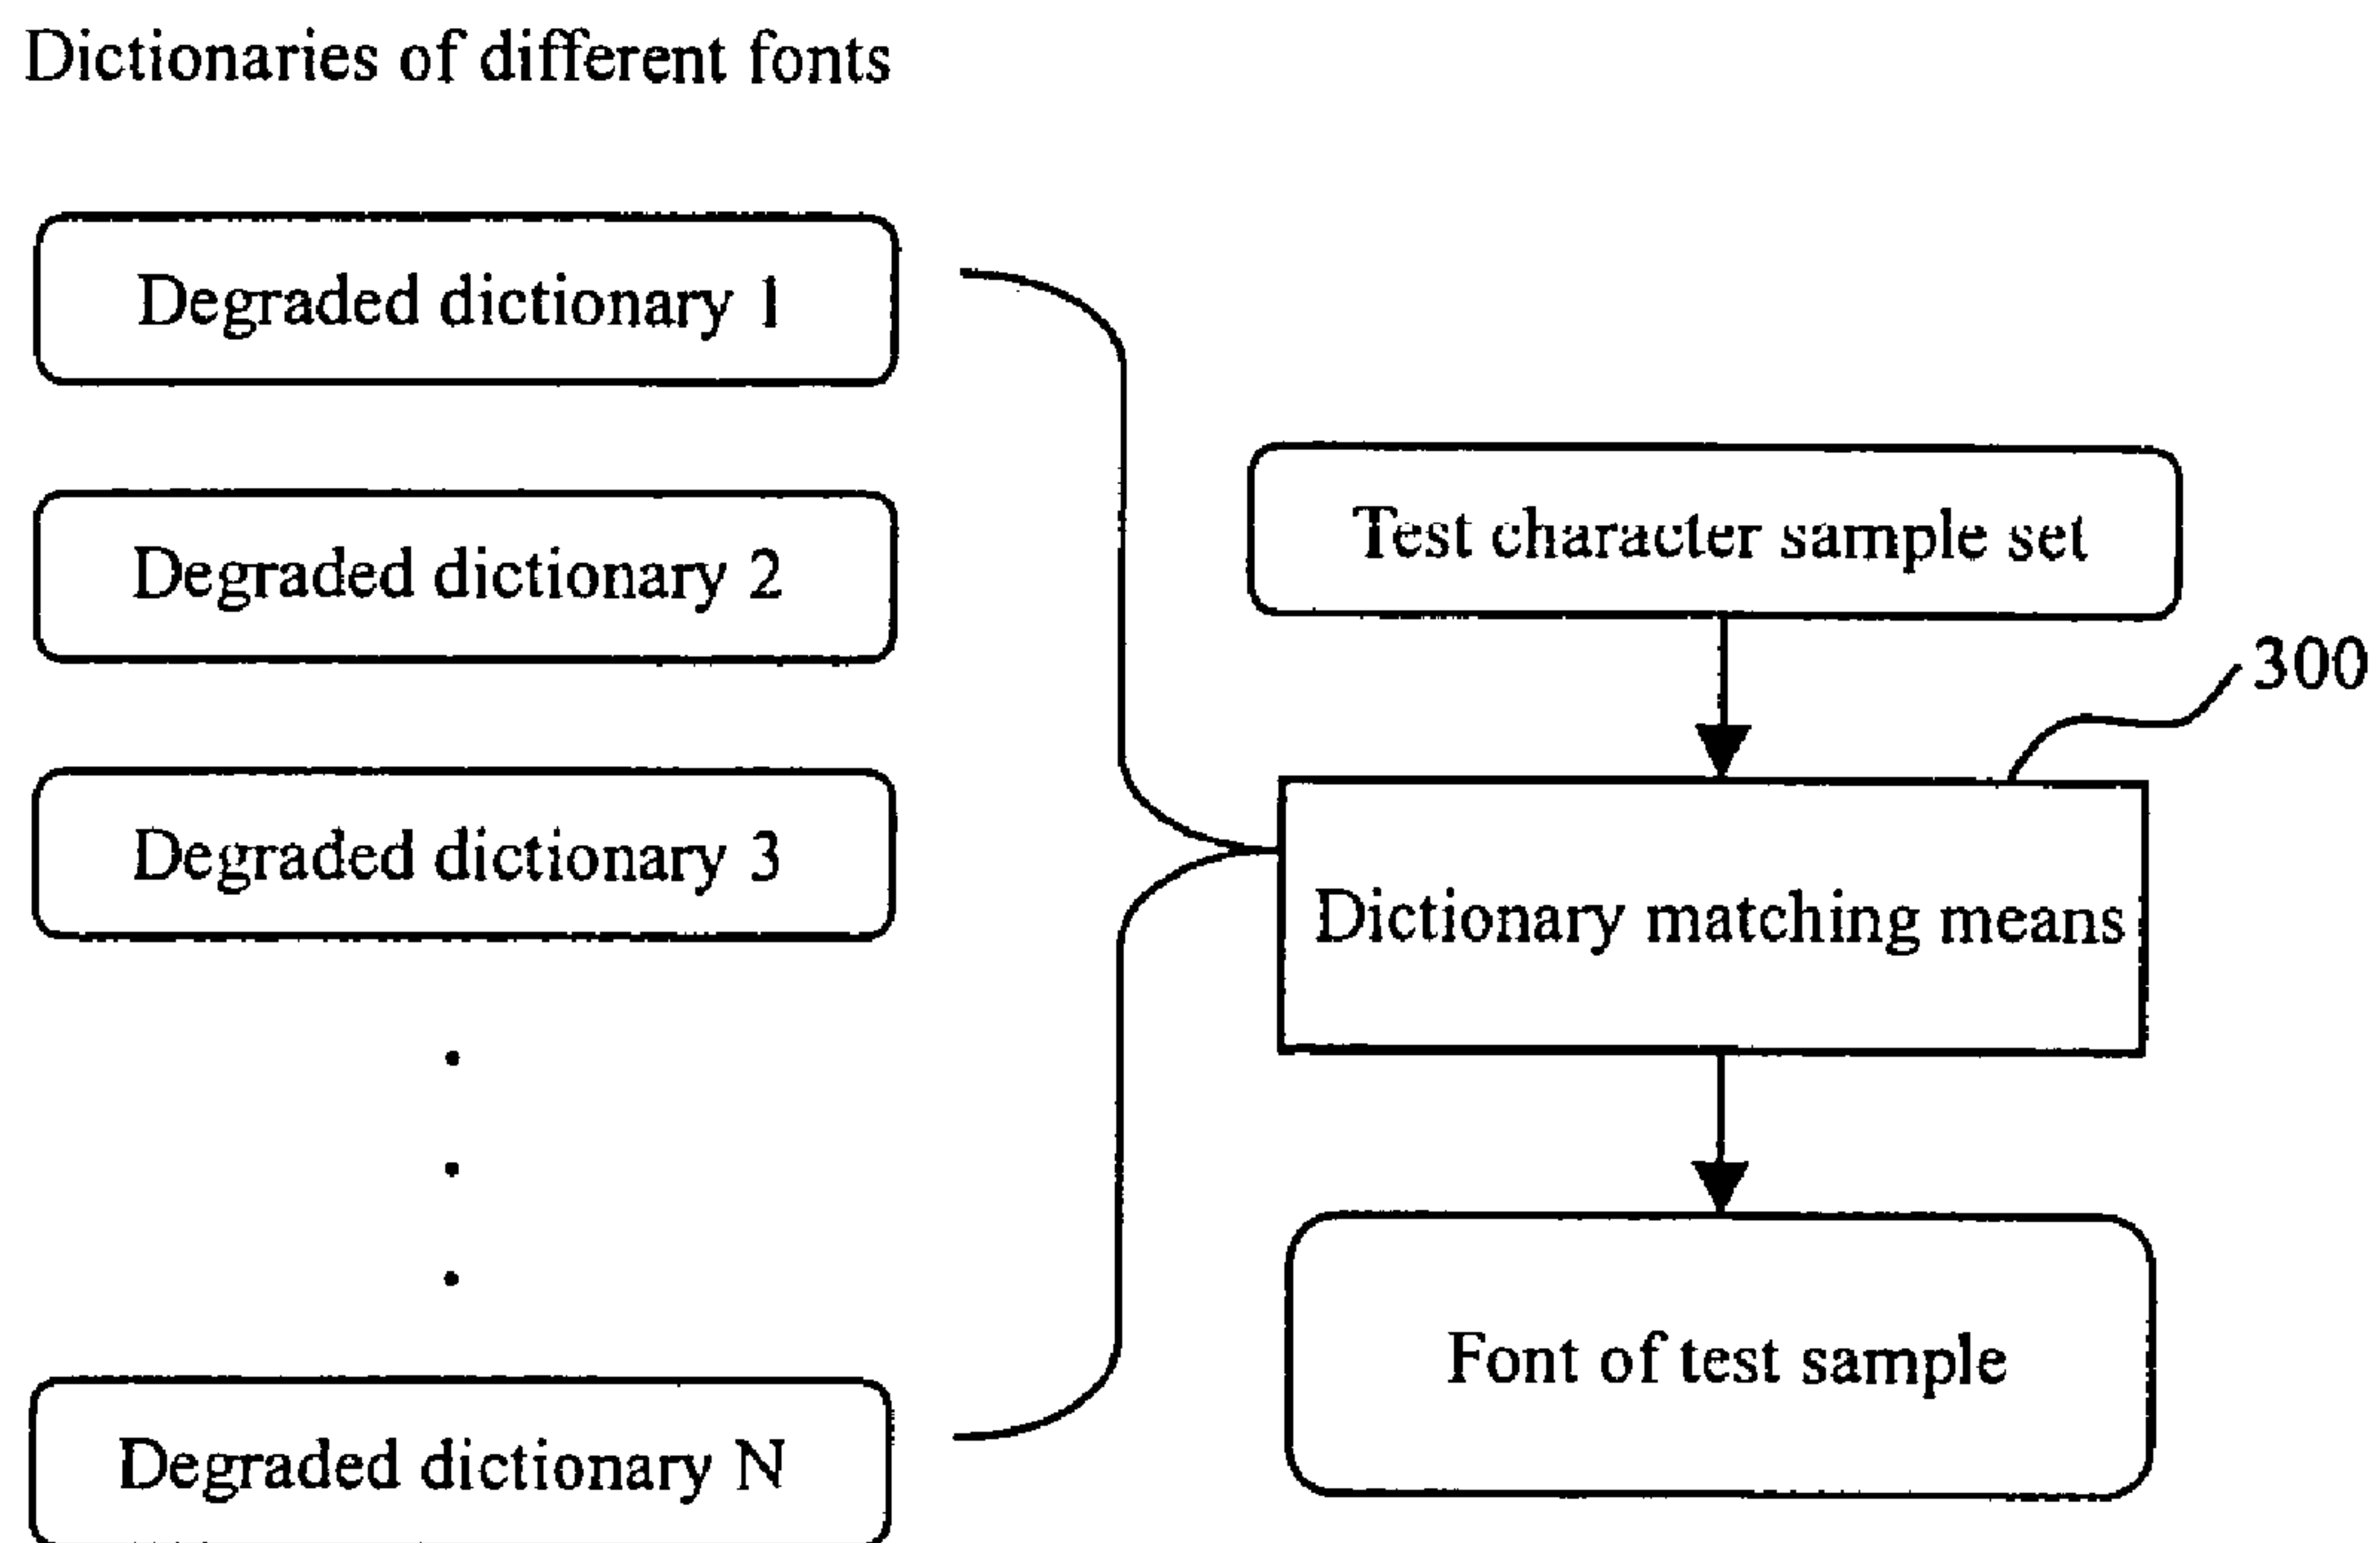 Dictionaries of different fonts
Degraded dictionary 1
Degraded dictionary 2
Degraded dictionary 3
Degraded dictionary N
Test character sample set
300
Dictionary matching means
Font of test sample